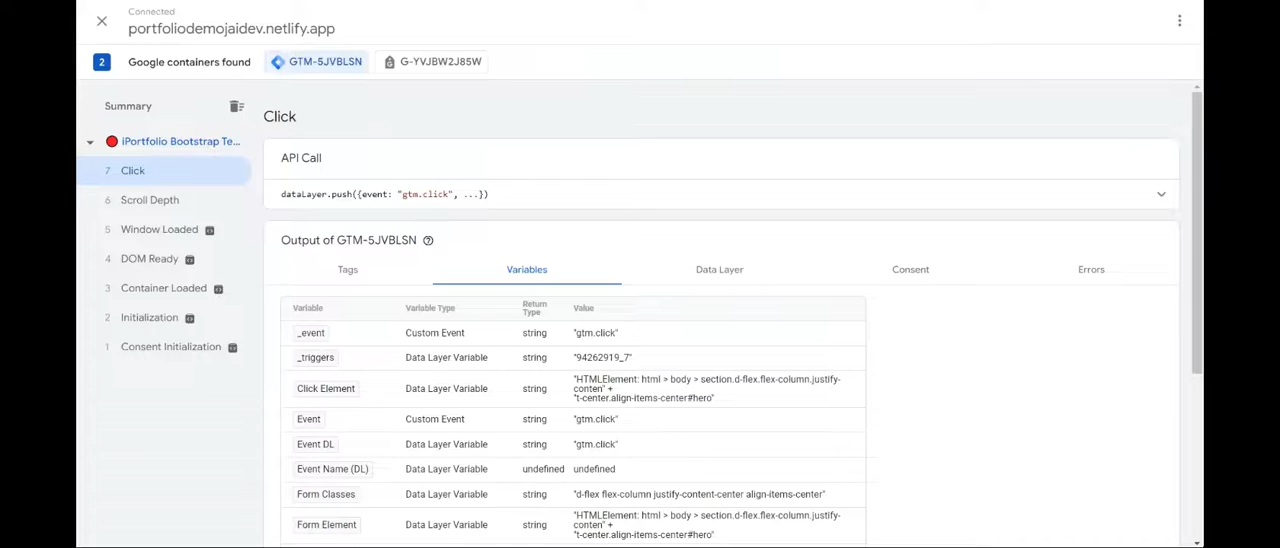 Connected
portfoliodemojaidev.netlify.app
2 Google containers found GTM-5JVBLSN G-YVJBW2J85W
Summary
iPortfolio Bootstrap Te...
7 Click
6 Scroll Depth
5 Window Loaded
4 DOM Ready
3 Container Loaded
2 Initialization
1 Consent Initialization
Click
API Call
dataLayer.push({event: "gtm.click", ...})
Output of GTM-5JVBLSN
Tags Variables Data Layer Consent Errors
Variable Variable Type Return Type Value
_event Custom Event string "gtm.click"
_triggers Data Layer Variable string "94262919_7"
Click Element Data Layer Variable string "HTMLElement: html > body > section.d-flex.flex-column.justify-
conten" +
"t-center.align-items-center#hero"
Event Custom Event string "gtm.click"
Event DL Data Layer Variable string "gtm.click"
Event Name (DL) Data Layer Variable undefined undefined
Form Classes Data Layer Variable string "d-flex flex-column justify-content-center align-items-center"
Form Element Data Layer Variable string "HTMLElement: html > body > section.d-flex.flex-column.justify-
conten" +
"t-center.align-items-center#hero"